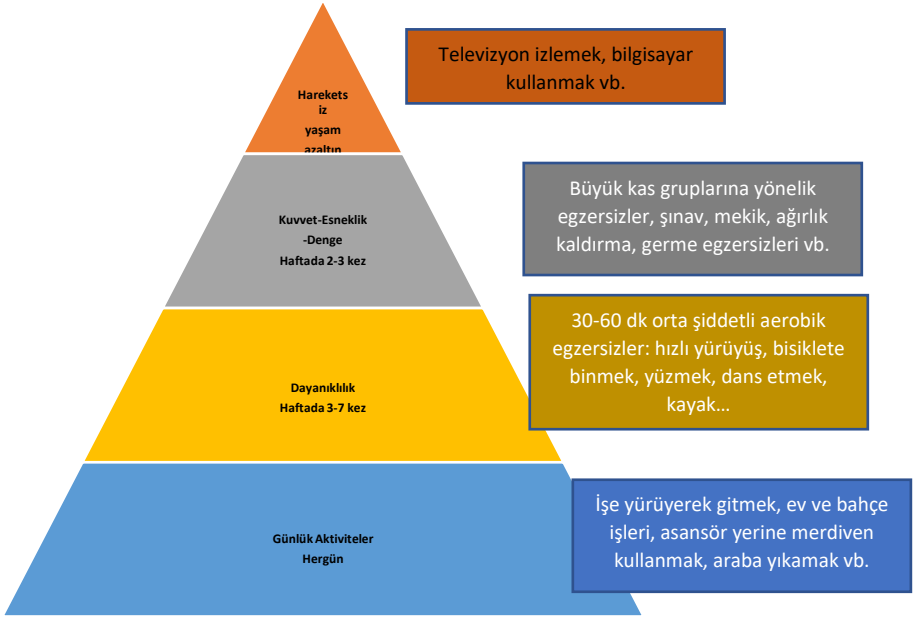 Televizyon izlemek, bilgisayar
kullanmak vb.
Harekets
iz
yaşam
azaltın
Büyük kas gruplarına yönelik
egzersizler, şınav, mekik, ağırlık
kaldırma, germe egzersizleri vb.
Kuvvet-Esneklik
-Denge
Haftada 2-3 kez
30-60 dk orta şiddetli aerobik
egzersizler: hızlı yürüyüş, bisiklete
binmek, yüzmek, dans etmek,
kayak…
Dayanıklılık
Haftada 3-7 kez
İşe yürüyerek gitmek, ev ve bahçe
işleri, asansör yerine merdiven
kullanmak, araba yıkamak vb.
Günlük Aktiviteler
Hergün